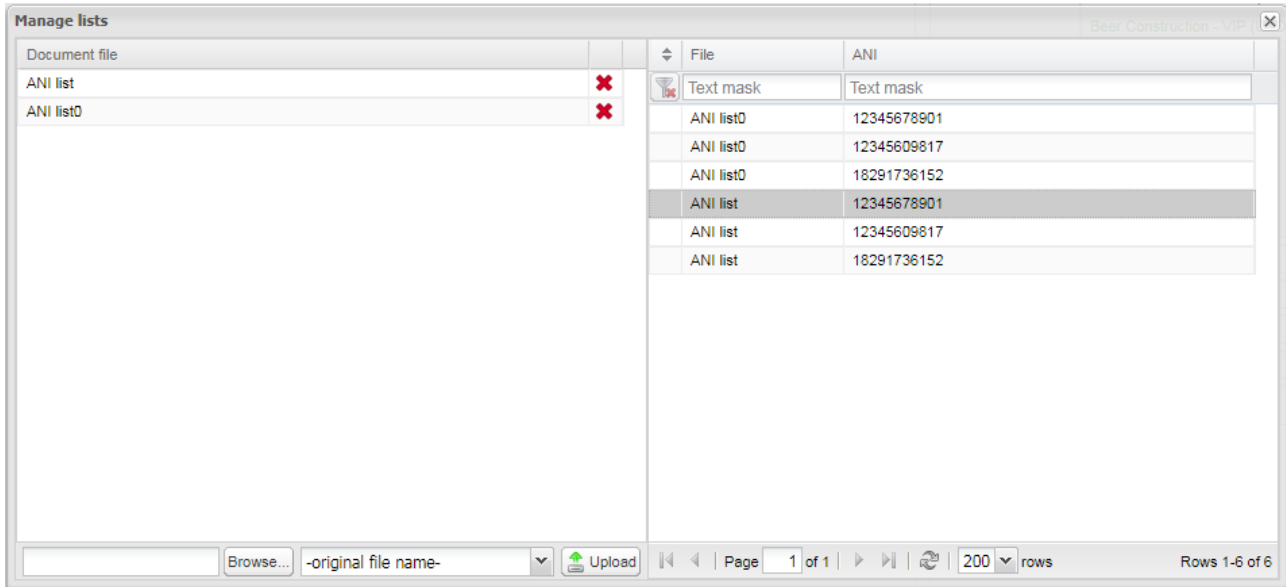 Manage lists
Beer Construction - VIP
Document file
ANI list
ANI list0
File ANI
Text mask Text mask
ANI list0 12345678901
ANI list0 12345609817
ANI list0 18291736152
ANI list 12345678901
ANI list 12345609817
ANI list 18291736152
Browse... -original file name- Upload
Page 1 of 1 200 rows Rows 1-6 of 6